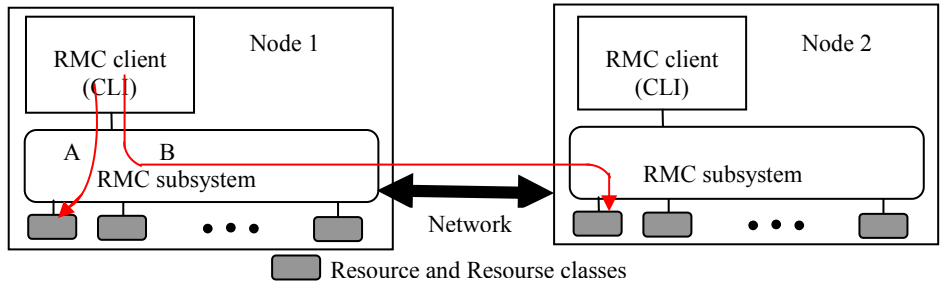 Node 1
RMC client
(CLI)
A
B
RMC subsystem
Network
Node 2
RMC client
(CLI)
RMC subsystem
Resource and Resourse classes